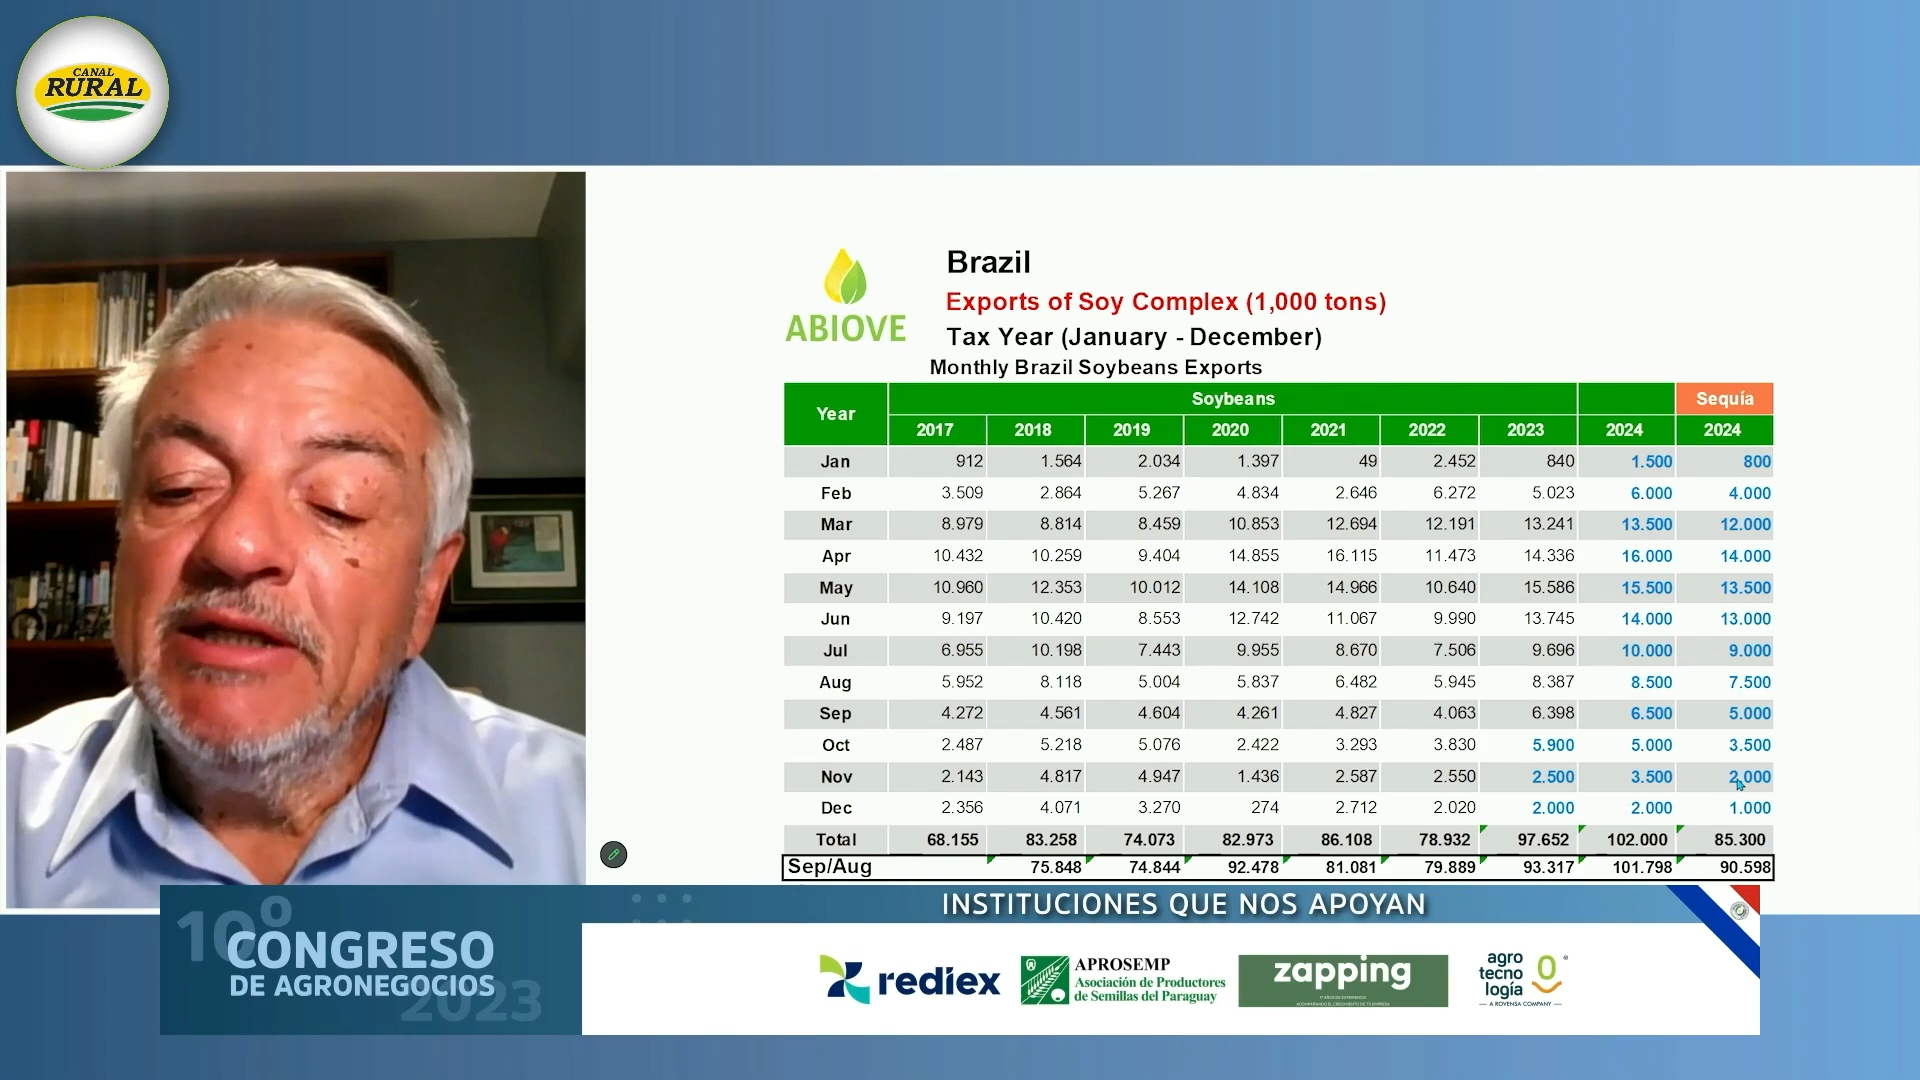 CANAL
RURAL
ABIOVE
Brazil
Exports of Soy Complex (1,000 tons)
Tax Year (January - December)
Monthly Brazil Soybeans Exports
Year Soybeans Sequía
2017 2018 2019 2020 2021 2022 2023 2024 2024
Jan 912 1.564 2.034 1.397 49 2.452 840 1.500 800
Feb 3.509 2.864 5.267 4.834 2.646 6.272 5.023 6.000 4.000
Mar 8.979 8.814 8.459 10.853 12.694 12.191 13.241 13.500 12.000
Apr 10.432 10.259 9.404 14.855 16.115 11.473 14.336 16.000 14.000
May 10.960 12.353 10.012 14.108 14.966 10.640 15.586 15.500 13.500
Jun 9.197 10.420 8.553 12.742 11.067 9.990 13.745 14.000 13.000
Jul 6.955 10.198 7.443 9.955 8.670 7.506 9.696 10.000 9.000
Aug 5.952 8.118 5.004 5.837 6.482 5.945 8.387 8.500 7.500
Sep 4.272 4.561 4.604 4.261 4.827 4.063 6.398 6.500 5.000
Oct 2.487 5.218 5.076 2.422 3.293 3.830 5.900 5.000 3.500
Nov 2.143 4.817 4.947 1.436 2.587 2.550 2.500 3.500 2.000
Dec 2.356 4.071 3.270 274 2.712 2.020 2.000 2.000 1.000
Total 68.155 83.258 74.073 82.973 86.108 78.932 97.652 102.000 85.300
Sep/Aug 75.848 74.844 92.478 81.081 79.889 93.317 101.798 90.598
INSTITUCIONES QUE NOS APOYAN
10º
CONGRESO
DE AGRONEGOCIOS
2023
rediex
APROSEMP
Asociación de Productores
de Semillas del Paraguay
zapping
agro
tecno
logía
A ROVENSA COMPANY